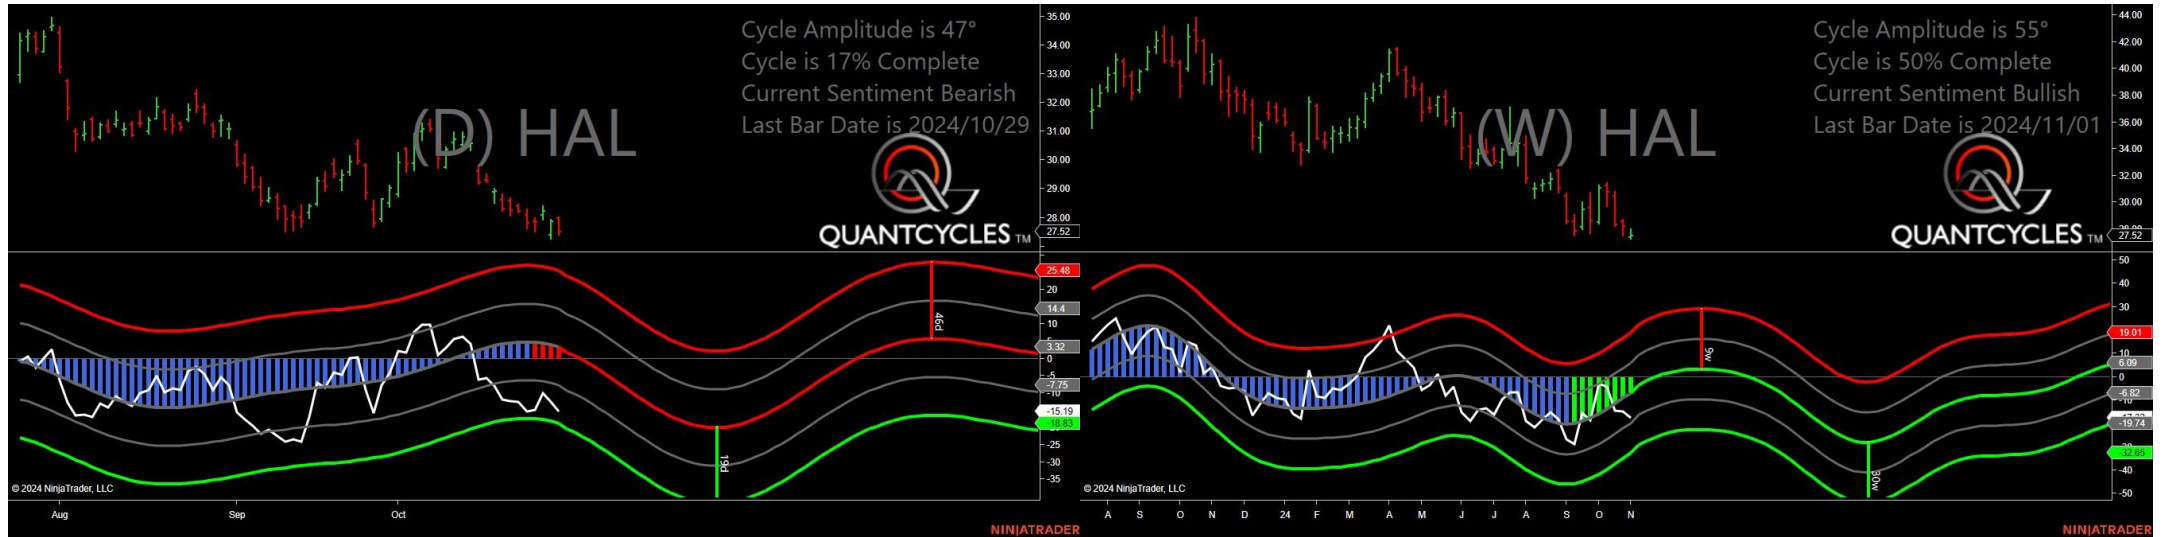 Cycle Amplitude is 47°
Cycle is 17% Complete
Current Sentiment Bearish
Last Bar Date is 2024/10/29
(D) HAL
QUANTCYCLES TM
35.00
34.00
33.00
32.00
31.00
30.00
29.00
28.00
27.52
25.48
20
14.4
10
3.32
0
-5
-7.75
-10
-15.19
-18.83
-25
-30
-35
46d
19d
© 2024 NinjaTrader, LLC
Aug Sep Oct
NINJATRADER
Cycle Amplitude is 55°
Cycle is 50% Complete
Current Sentiment Bullish
Last Bar Date is 2024/11/01
(W) HAL
QUANTCYCLES TM
44.00
42.00
40.00
38.00
36.00
34.00
32.00
30.00
27.52
50
40
30
19.01
10
6.09
0
-6.82
-19.74
-32.65
-40
-50
9w
© 2024 NinjaTrader, LLC
A S O N D 24 F M A M J J A S O N
NINJATRADER